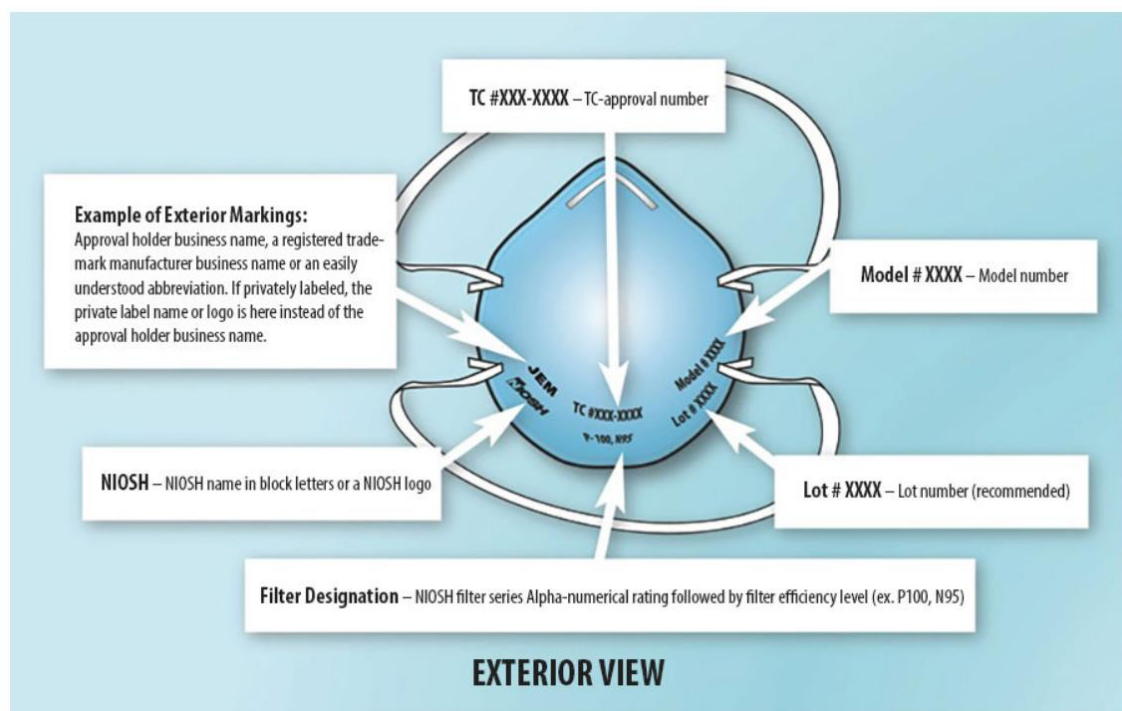 TC #XXX-XXXX – TC-approval number
Example of Exterior Markings:
Approval holder business name, a registered trade-
mark manufacturer business name or an easily
understood abbreviation. If privately labeled, the
private label name or logo is here instead of the
approval holder business name.
Model # XXXX – Model number
JEM
NIOSH
TC #XXX-XXXX
P-100, N95
Model # XXXX
Lot # XXXX
NIOSH – NIOSH name in block letters or a NIOSH logo
Lot # XXXX – Lot number (recommended)
Filter Designation – NIOSH filter series Alpha-numerical rating followed by filter efficiency level (ex. P100, N95)
EXTERIOR VIEW